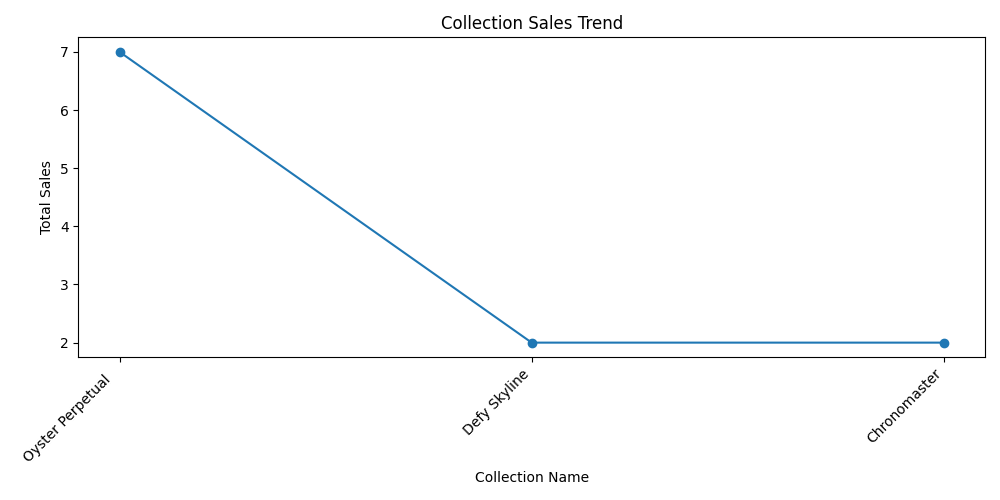 Collection Sales Trend
Total Sales
7
6
5
4
3
2
Oyster Perpetual
Defy Skyline
Chronomaster
Collection Name